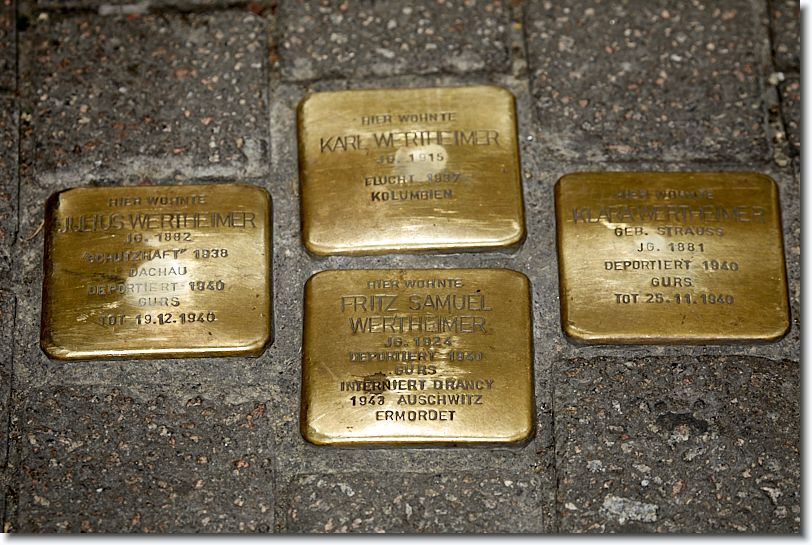 HIER WOHNTE
KARL WERTHEIMER
JG. 1915
FLUCHT 1937
KOLUMBIEN
HIER WOHNTE
JULIUS WERTHEIMER
JG. 1882
"SCHUTZHAFT" 1938
DACHAU
DEPORTIERT 1940
GURS
TOT 19.12.1940
HIER WOHNTE
KLARA WERTHEIMER
GEB. STRAUSS
JG. 1881
DEPORTIERT 1940
GURS
TOT 25.11.1940
HIER WOHNTE
FRITZ SAMUEL
WERTHEIMER
JG. 1924
DEPORTIERT 1940
GURS
INTERNIERT DRANCY
1943 AUSCHWITZ
ERMORDET